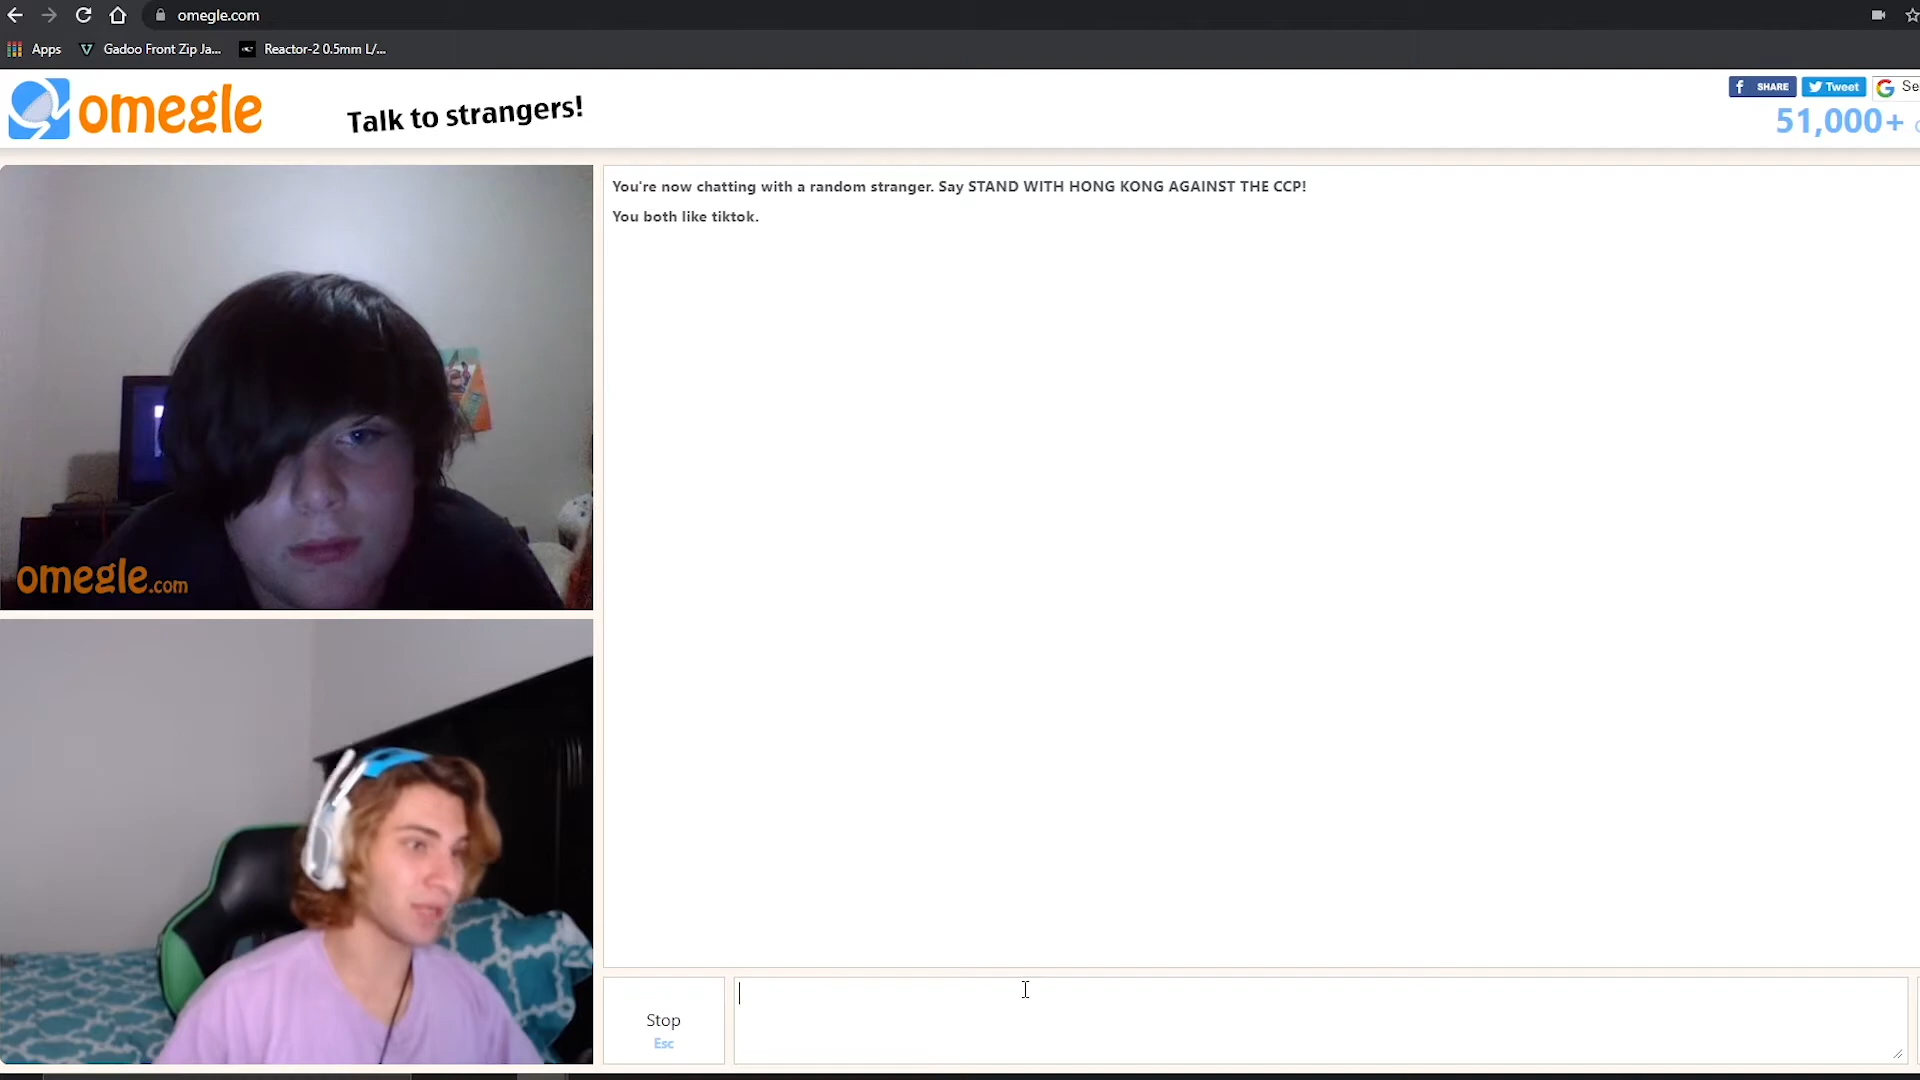 omegle.com
Apps
Gadoo Front Zip Ja...
Reactor-2 0.5mm L/...
omegle
Talk to strangers!
SHARE
Tweet
Se
51,000+
You're now chatting with a random stranger. Say STAND WITH HONG KONG AGAINST THE CCP!
You both like tiktok.
omegle.com
Stop
Esc